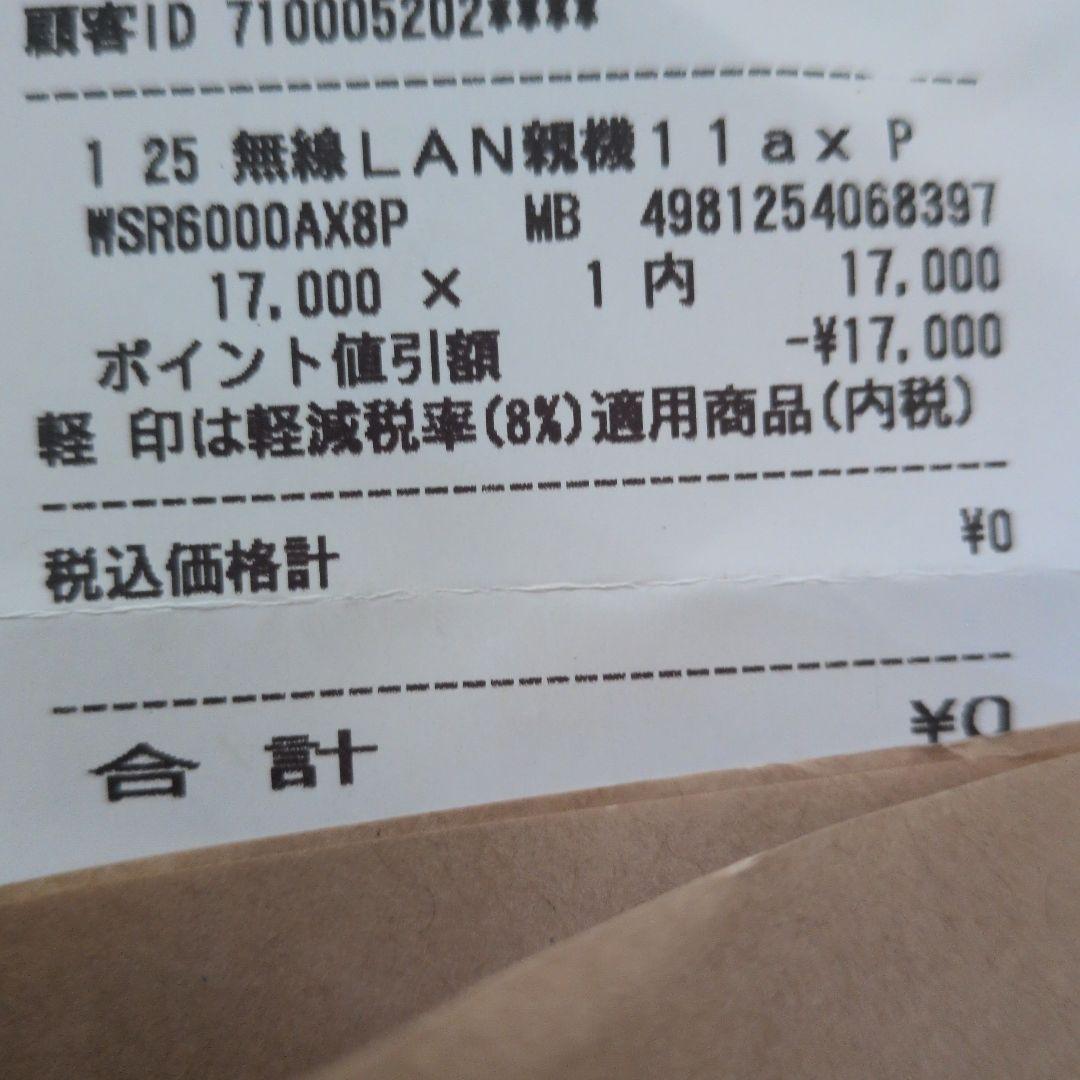 顧客ID 710005202****
1 25 無線LAN親機11ax P
WSR6000AX8P MB 4981254068397
17,000 × 1 内 17,000
ポイント値引額 -¥17,000
軽 印は軽減税率(8%)適用商品(内税)
税込価格計 ¥0
合 計 ¥0